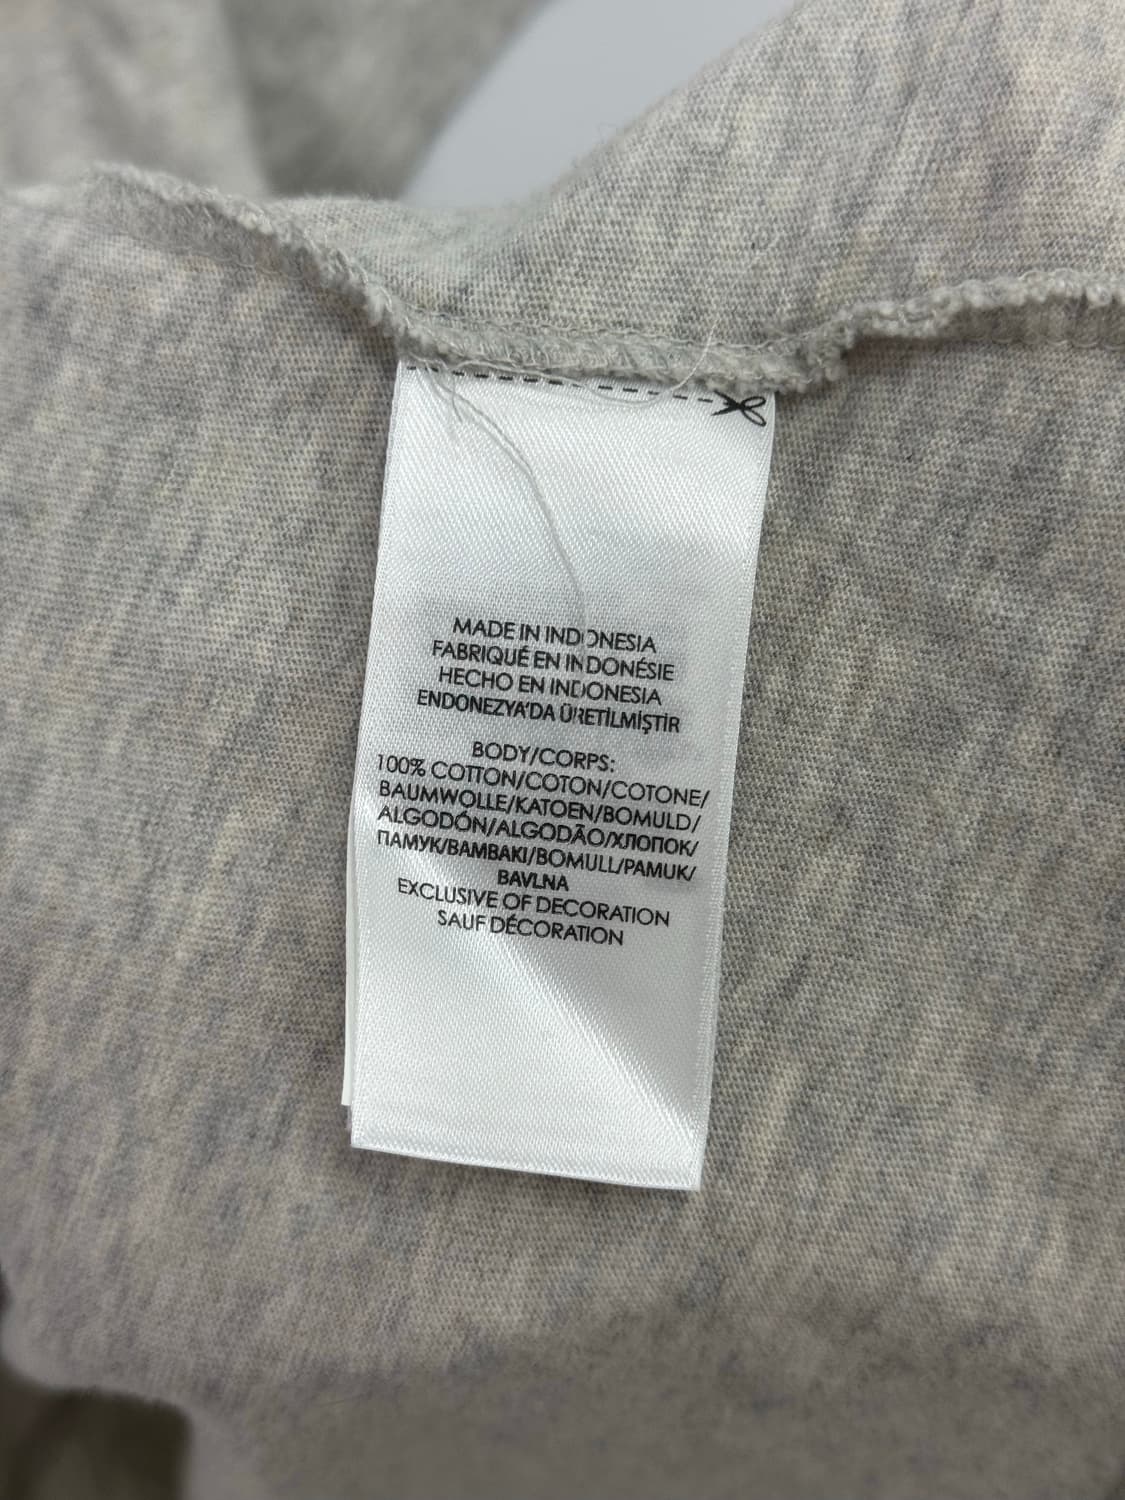 MADE IN INDONESIA
FABRIQUÉ EN INDONÉSIE
HECHO EN INDONESIA
ENDONEZYA'DA ÜRETİLMİŞTİR
BODY/CORPS:
100% COTTON/COTON/COTONE/
BAUMWOLLE/KATOEN/BOMULD/
ALGODÓN/ALGODÃO/ХЛОПОК/
ПАМУК/BAMBAKI/BOMULL/PAMUK/
BAVLNA
EXCLUSIVE OF DECORATION
SAUF DÉCORATION